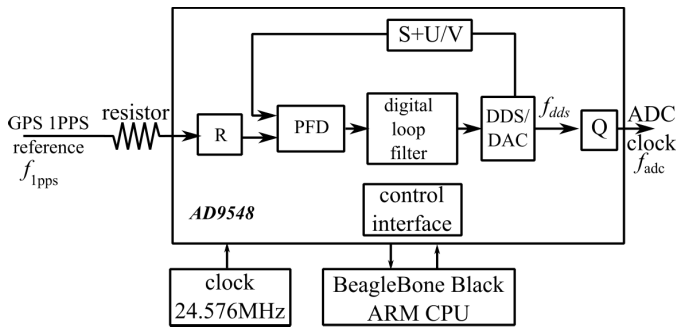 S+U/V
GPS 1PPS
reference
f1pps
resistor
R
PFD
digital
loop
filter
DDS/
DAC
fdds
Q
ADC
clock
fadc
control
interface
AD9548
clock
24.576MHz
BeagleBone Black
ARM CPU